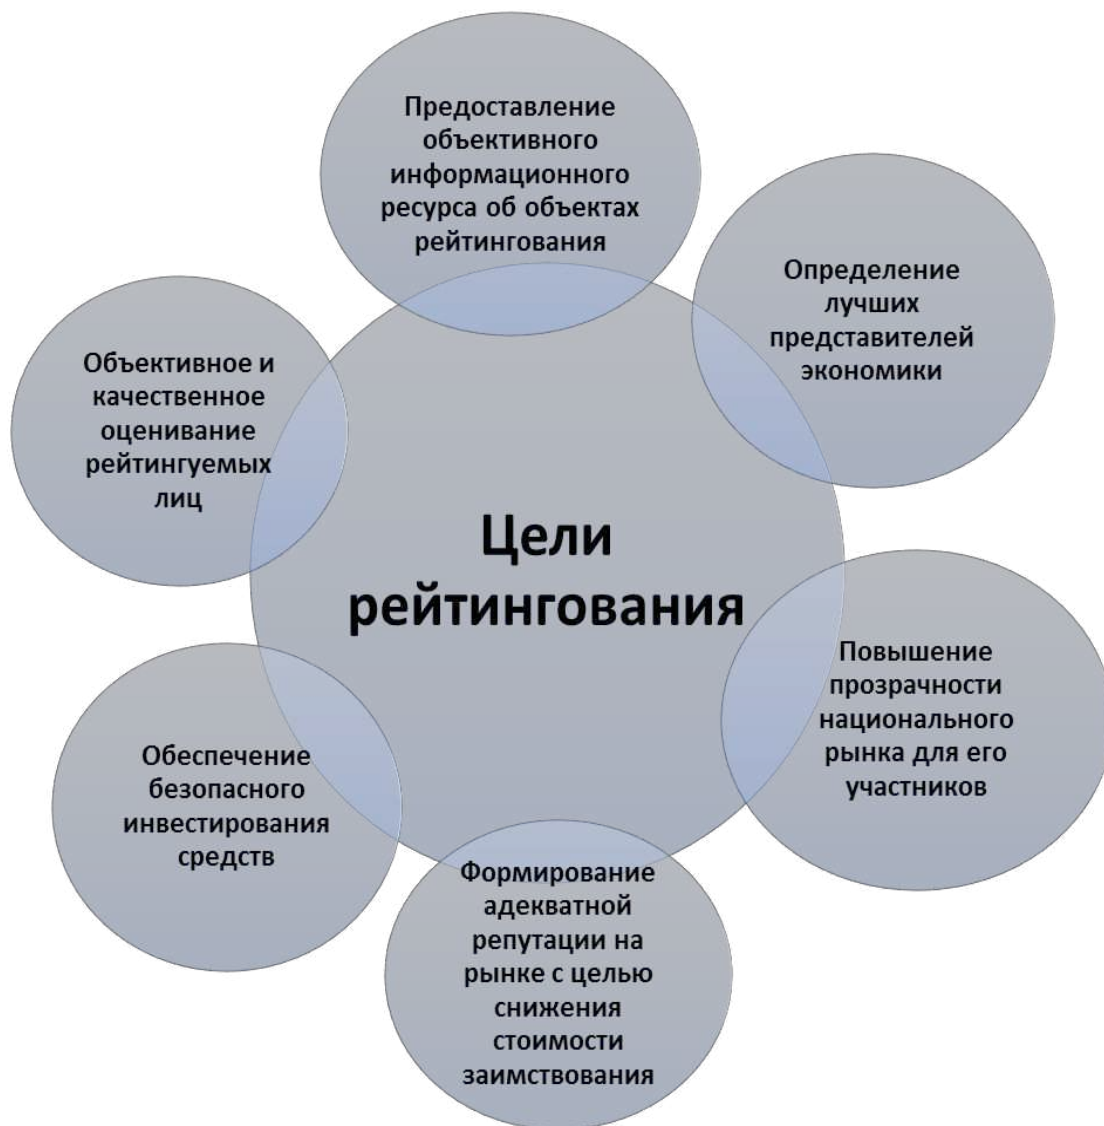 Предоставление
объективного
информационного
ресурса об объектах
рейтингования
Определение
лучших
представителей
экономики
Объективное и
качественное
оценивание
рейтингуемых
лиц
Цели
рейтингования
Повышение
прозрачности
национального
рынка для его
участников
Обеспечение
безопасного
инвестирования
средств
Формирование
адекватной
репутации на
рынке с целью
снижения
стоимости
заимствования